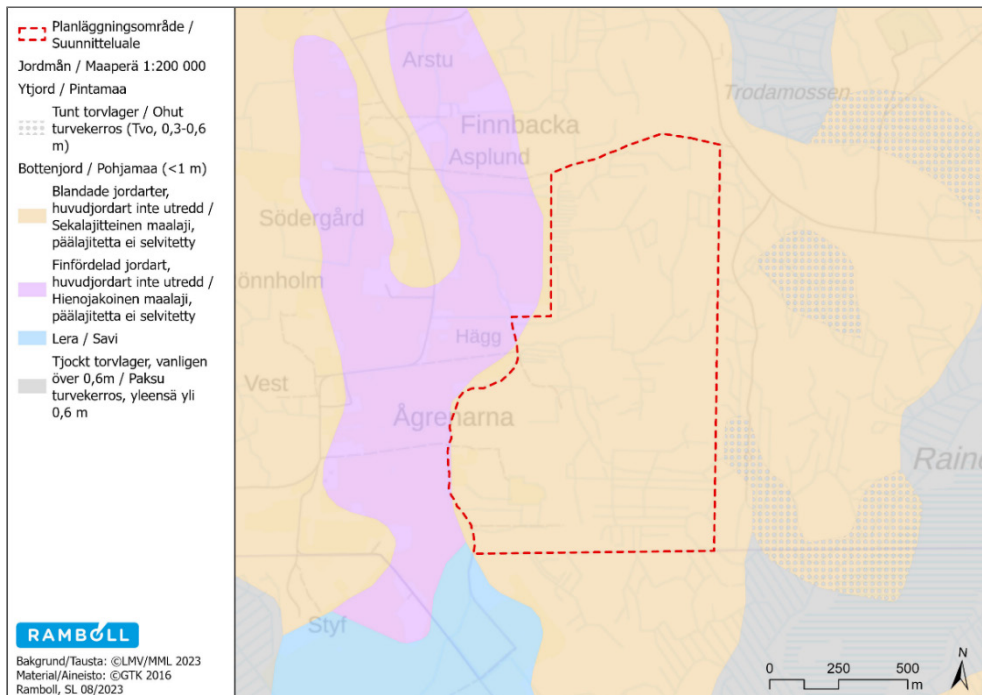 Planläggningsområde /
Suunnitteluale
Jordmån / Maaperä 1:200 000
Ytjord / Pintamaa
Tunt torvlager / Ohut
turvekerros (Tvo, 0,3-0,6
m)
Bottenjord / Pohjamaa (<1 m)
Blandade jordarter,
huvudjordart inte utredd /
Sekalajitteinen maalaji,
päälajitetta ei selvitetty
Finfördelad jordart,
huvudjordart inte utredd /
Hienojakoinen maalaji,
päälajitetta ei selvitetty
Lera / Savi
Tjockt torvlager, vanligen
över 0,6m / Paksu
turvekerros, yleensä yli
0,6 m
RAMBOLL
Bakgrund/Tausta: ©LMV/MML 2023
Material/Aineisto: ©GTK 2016
Ramboll, SL 08/2023
Arstu
Trodamossen
Finnbacka
Asplund
Södergård
önnholm
Hägg
Vest
Ågrenarna
Raind
Styf
N
0 250 500
m